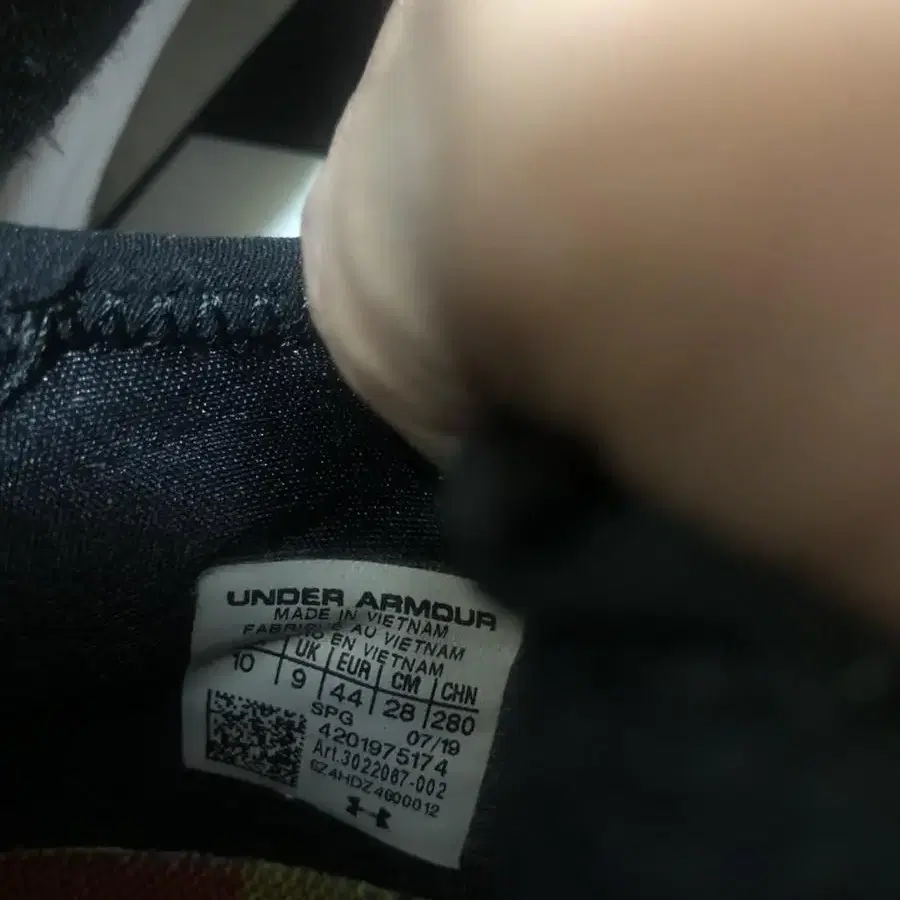 UNDER ARMOUR
MADE IN VIETNAM
FABRIQUÉ AU VIETNAM
EN VIETNAM
UK EUR CM CHN
10 9 44 28 280
SPG 07/19
4201975174
Art.3022067-002